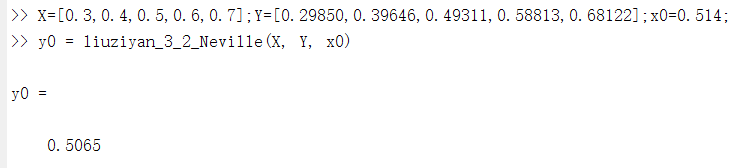 >> X=[0.3,0.4,0.5,0.6,0.7];Y=[0.29850,0.39646,0.49311,0.58813,0.68122];x0=0.514;
>> y0 = liuziyan_3_2_Neville(X, Y, x0)
y0 =
0.5065